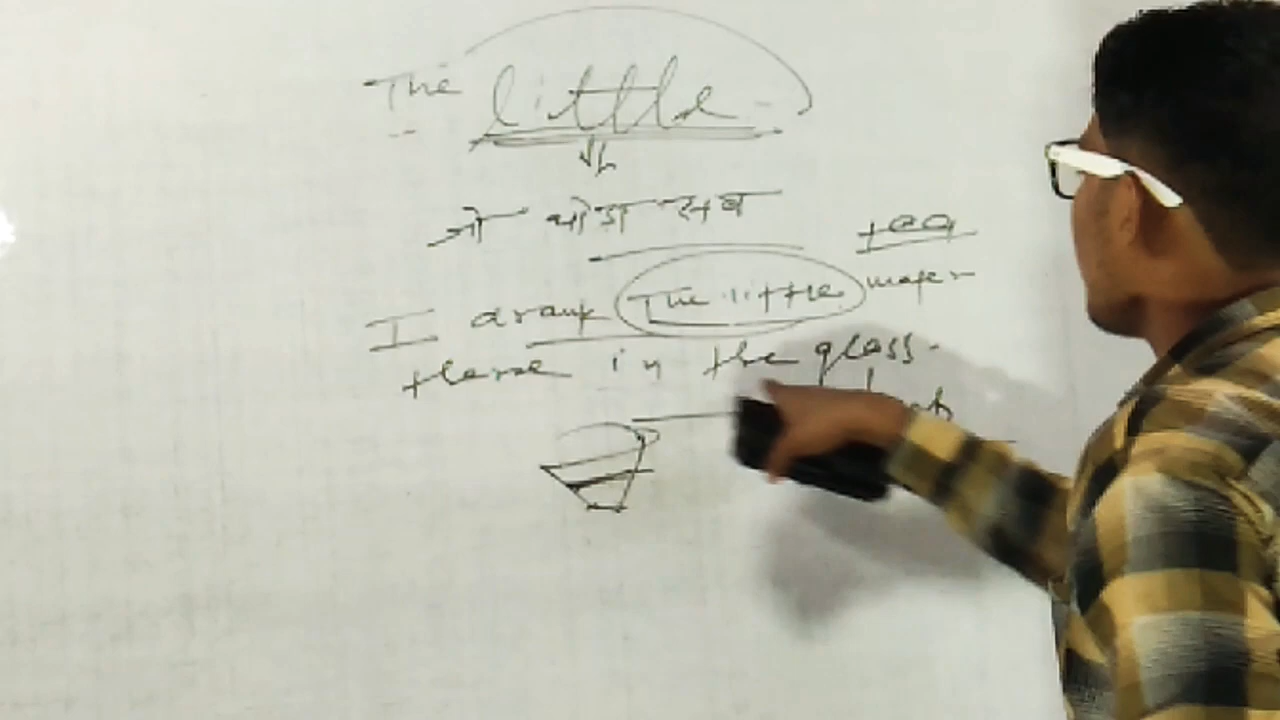 The little
जो थोडा सब
tea
I drank The little water
there in the glass.